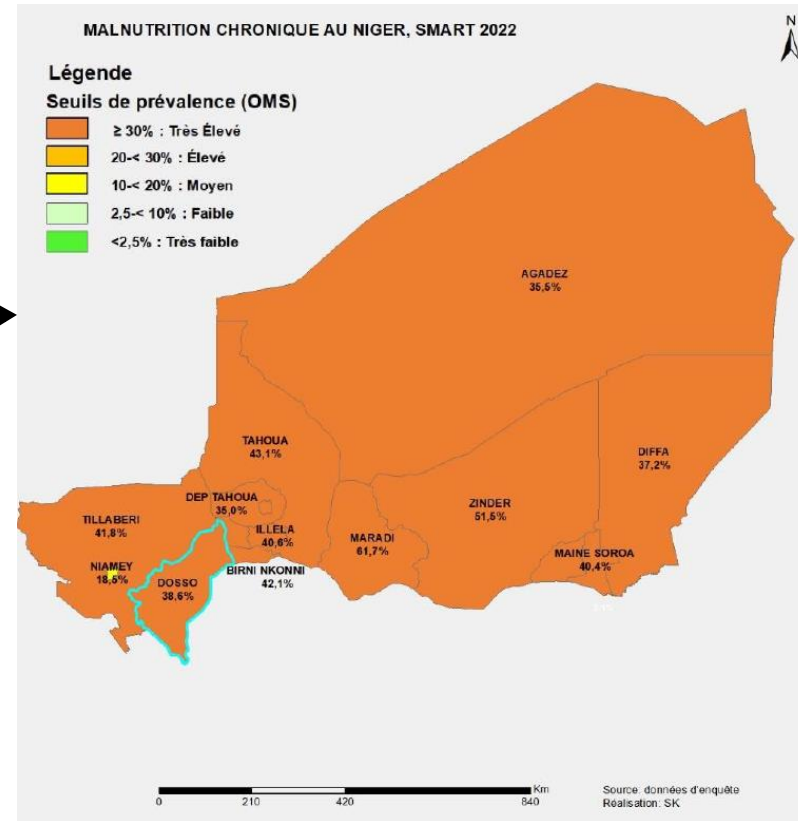 MALNUTRITION CHRONIQUE AU NIGER, SMART 2022
N
Légende
Seuils de prévalence (OMS)
≥ 30% : Très Élevé
20-< 30% : Élevé
10-< 20% : Moyen
2,5-< 10% : Faible
<2,5% : Très faible
AGADEZ
35,5%
TAHOUA
43,1%
DIFFA
37,2%
DEP TAHOUA
35,0%
ZINDER
51,5%
TILLABERI
41,8%
ILLELA
40,6%
MARADI
61,7%
MAINE SOROA
40,4%
NIAMEY
18,5%
DOSSO
38,6%
BIRNI NKONNI
42,1%
Km
0 210 420 840
Source: données d'enquête
Réalisation: SK